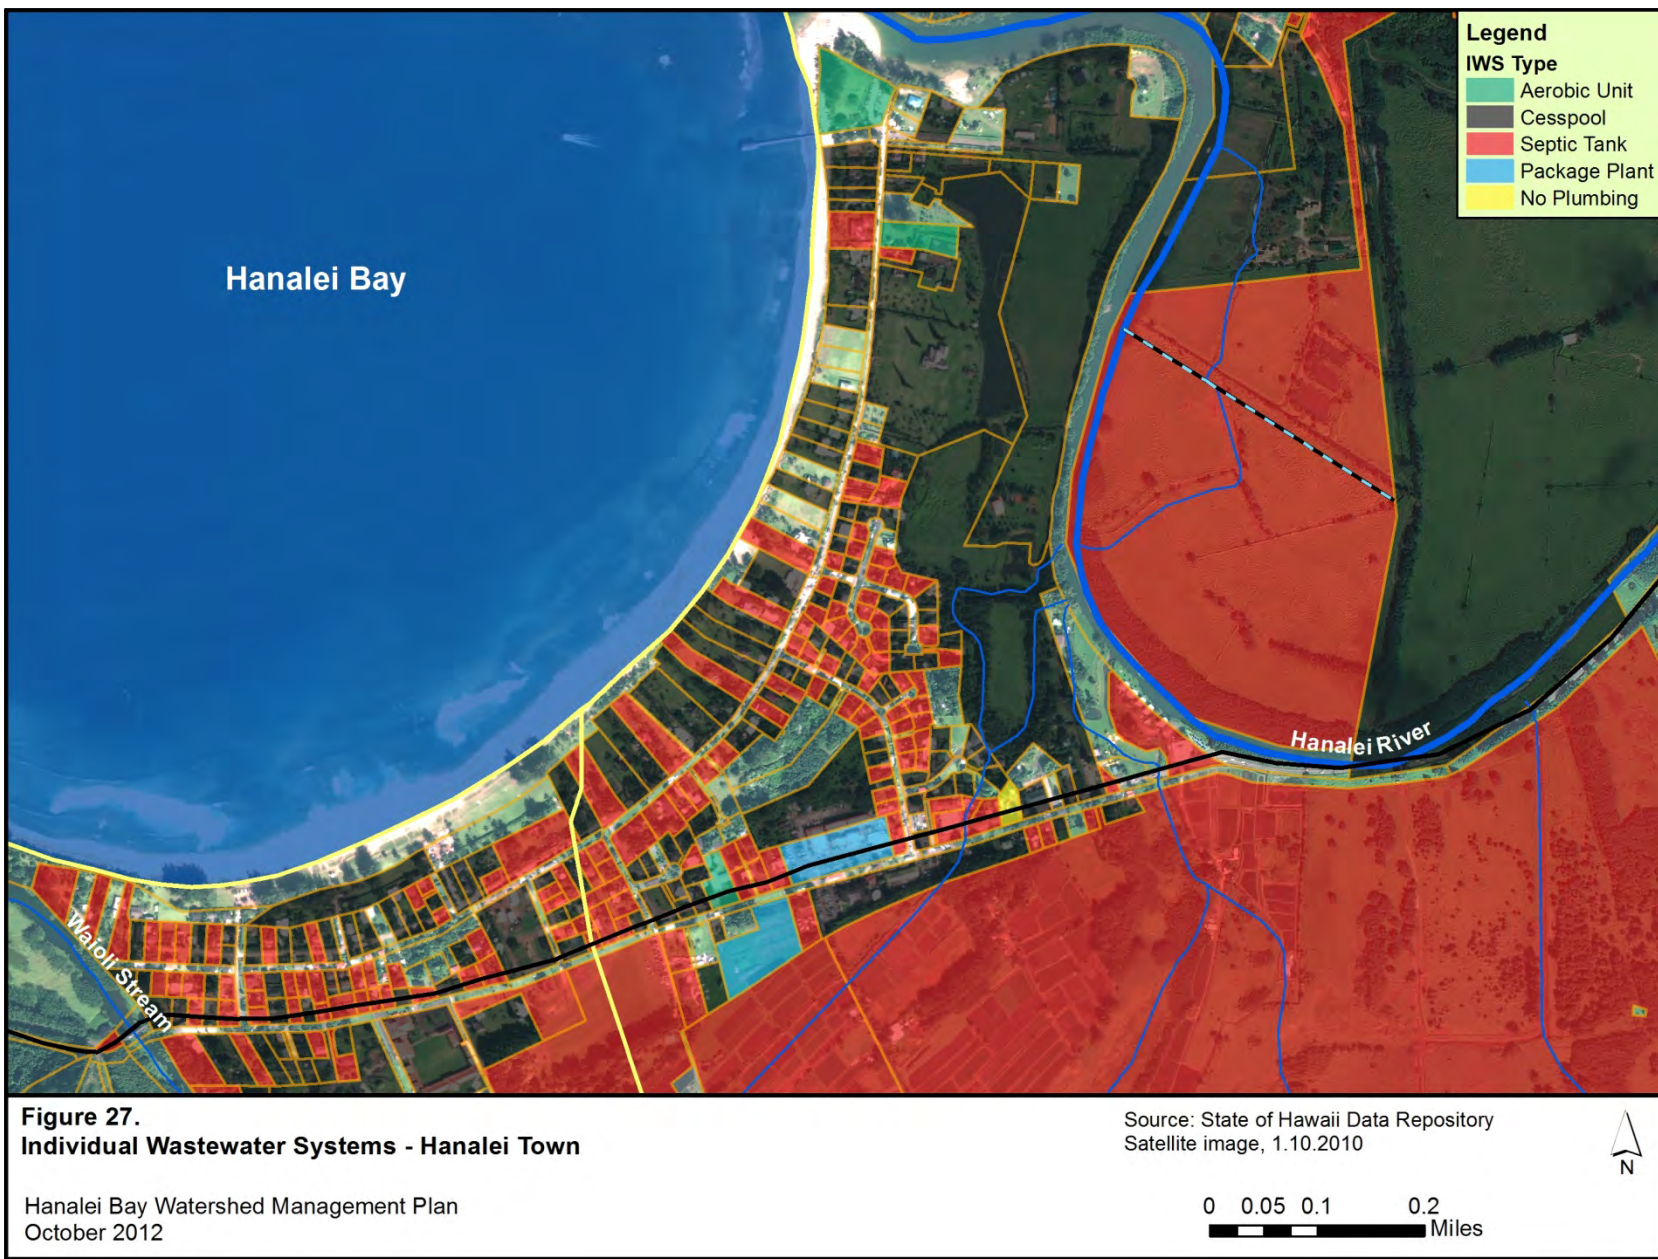 Legend
IWS Type
Aerobic Unit
Cesspool
Septic Tank
Package Plant
No Plumbing
Hanalei Bay
Hanalei River
Waioli Stream
Figure 27.
Individual Wastewater Systems - Hanalei Town
Hanalei Bay Watershed Management Plan
October 2012
Source: State of Hawaii Data Repository
Satellite image, 1.10.2010
N
0 0.05 0.1 0.2
Miles